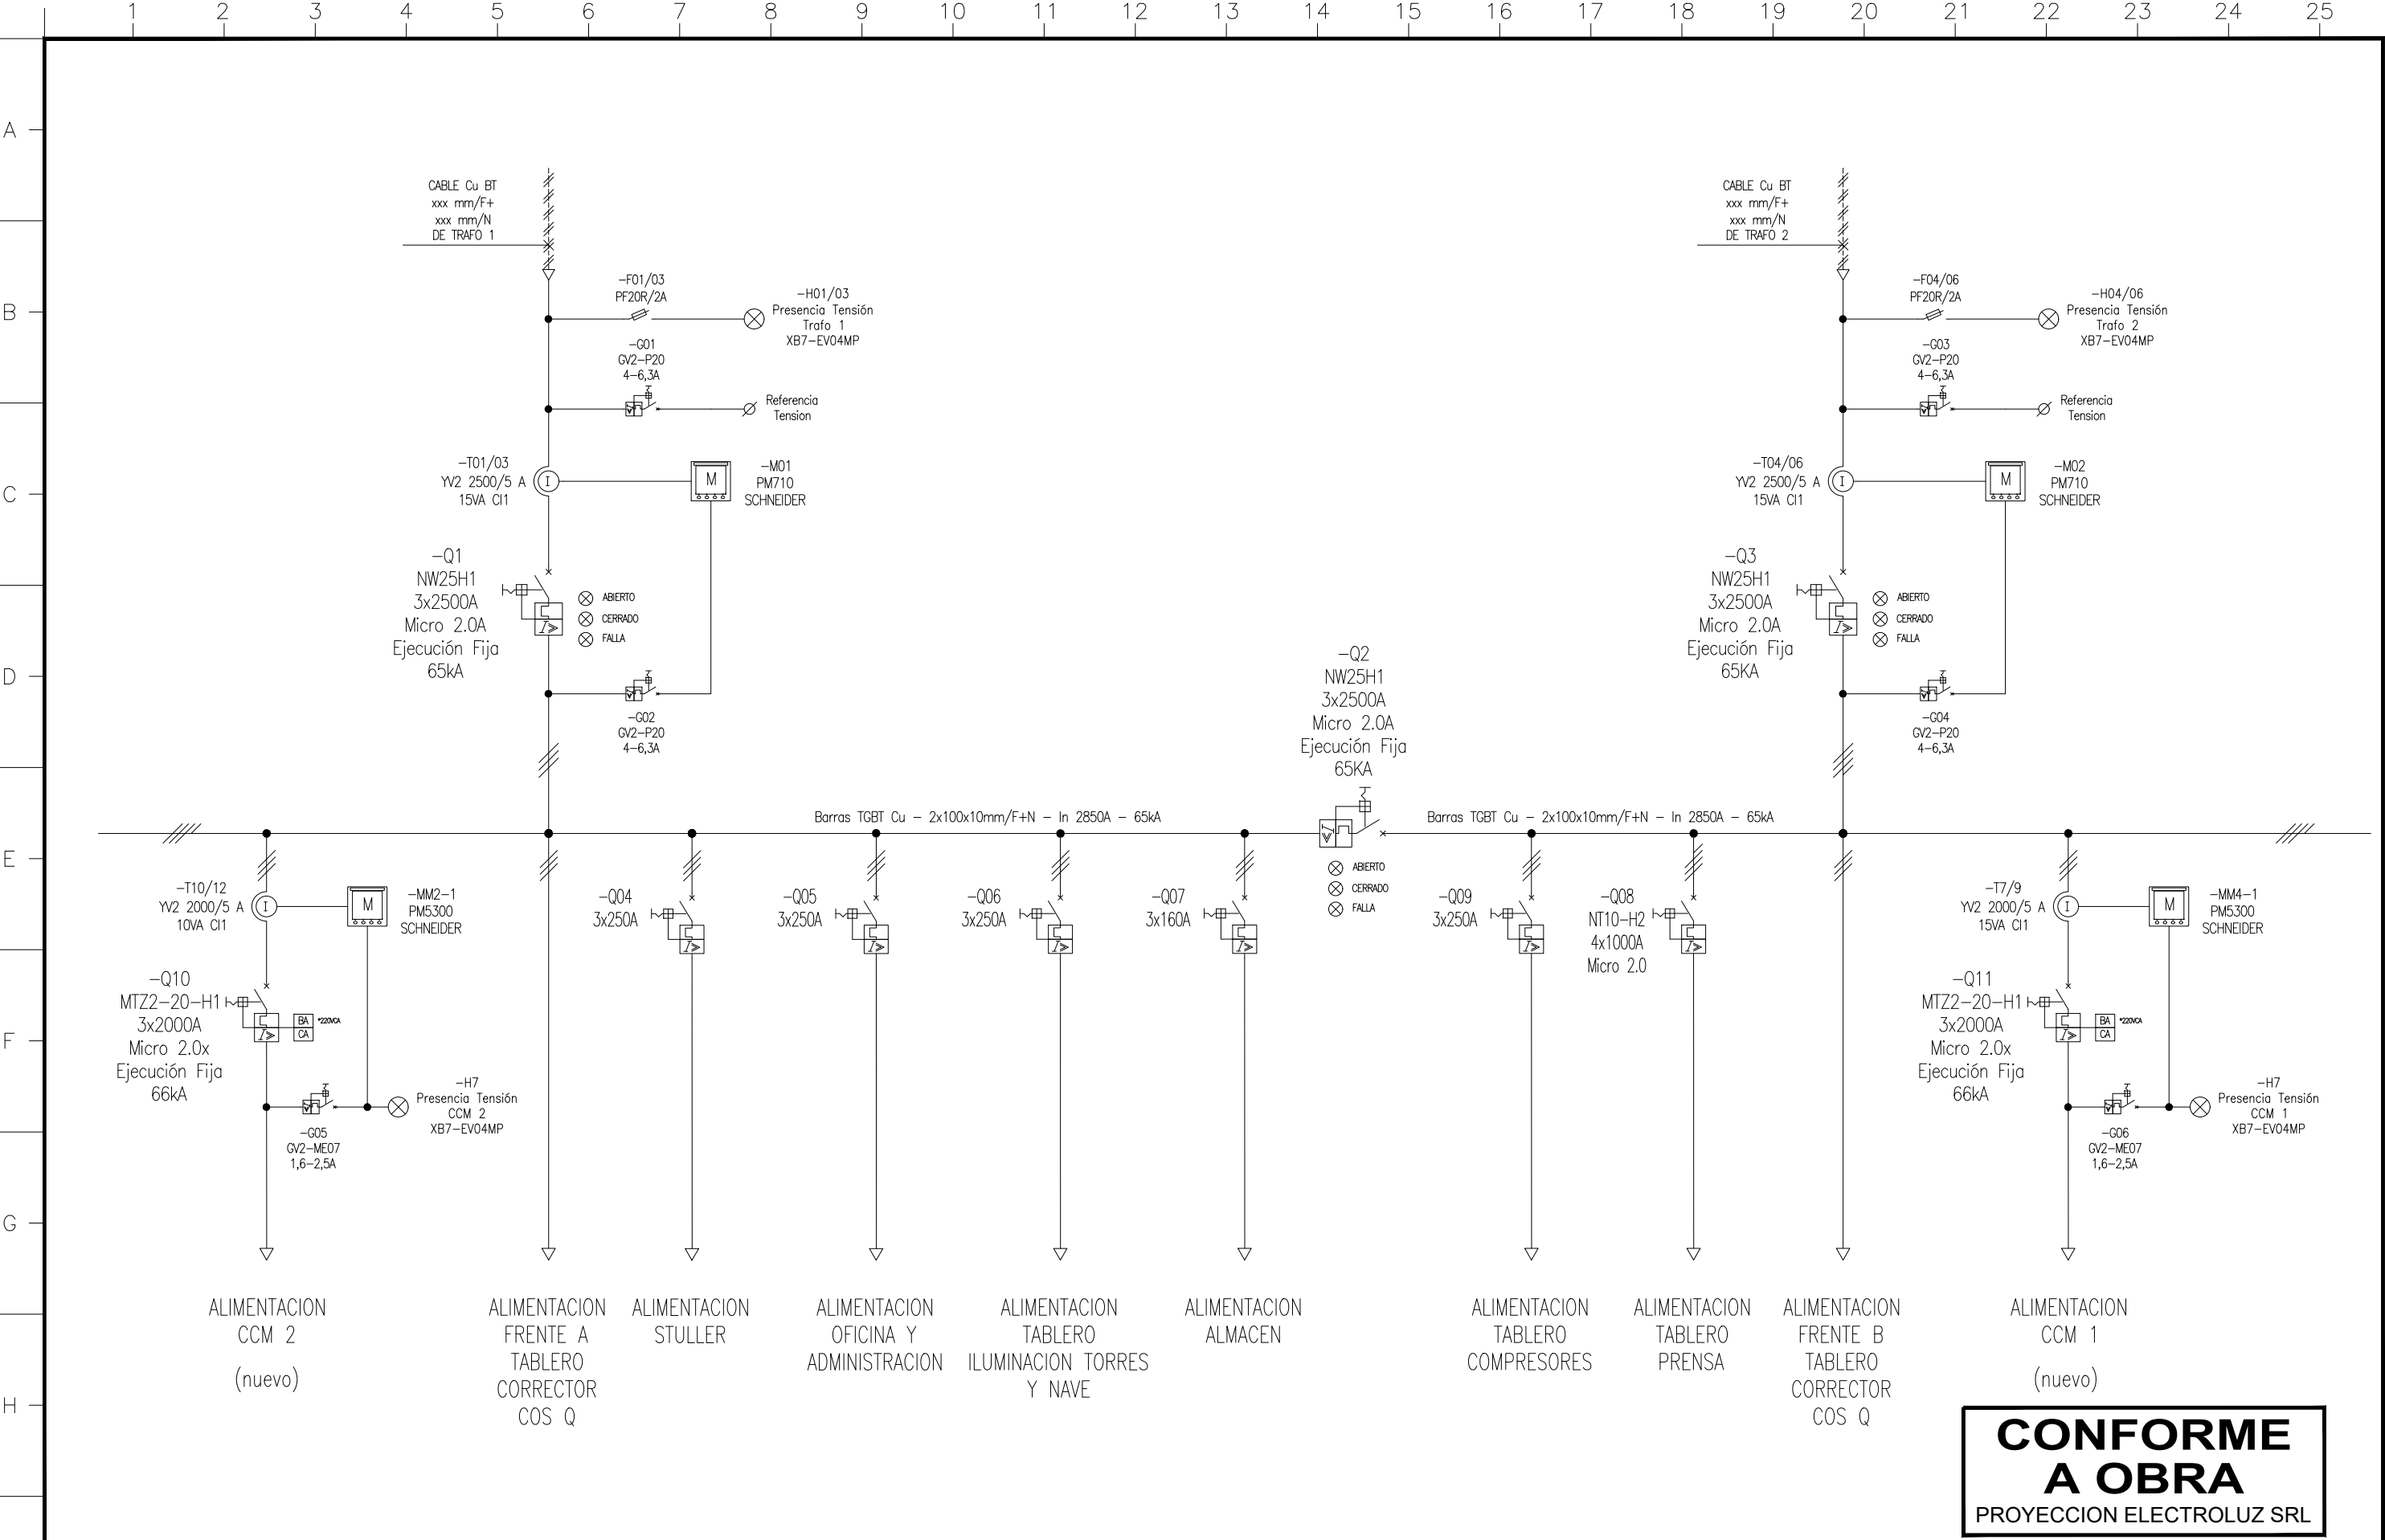 1 2 3 4 5 6 7 8 9 10 11 12 13 14 15 16 17 18 19 20 21 22 23 24 25
A
B
C
D
E
F
G
H
CABLE Cu BT
xxx mm/F+
xxx mm/N
DE TRAFO 1
-F01/03
PF20R/2A
-H01/03
Presencia Tensión
Trafo 1
XB7-EV04MP
-G01
GV2-P20
4-6,3A
Referencia
Tension
-T01/03
YV2 2500/5 A
15VA Cl1
I
M
-M01
PM710
SCHNEIDER
-Q1
NW25H1
3x2500A
Micro 2.0A
Ejecución Fija
65kA
I>
ABIERTO
CERRADO
FALLA
-G02
GV2-P20
4-6,3A
CABLE Cu BT
xxx mm/F+
xxx mm/N
DE TRAFO 2
-F04/06
PF20R/2A
-H04/06
Presencia Tensión
Trafo 2
XB7-EV04MP
-G03
GV2-P20
4-6,3A
Referencia
Tension
-T04/06
YV2 2500/5 A
15VA Cl1
I
M
-M02
PM710
SCHNEIDER
-Q3
NW25H1
3x2500A
Micro 2.0A
Ejecución Fija
65KA
I>
ABIERTO
CERRADO
FALLA
-G04
GV2-P20
4-6,3A
-Q2
NW25H1
3x2500A
Micro 2.0A
Ejecución Fija
65KA
ABIERTO
CERRADO
FALLA
Barras TGBT Cu - 2x100x10mm/F+N - In 2850A - 65kA
Barras TGBT Cu - 2x100x10mm/F+N - In 2850A - 65kA
-T10/12
YV2 2000/5 A
10VA Cl1
I
M
-MM2-1
PM5300
SCHNEIDER
-Q10
MTZ2-20-H1
3x2000A
Micro 2.0x
Ejecución Fija
66kA
I>
BA
CA
*220VCA
-G05
GV2-ME07
1,6-2,5A
-H7
Presencia Tensión
CCM 2
XB7-EV04MP
-Q04
3x250A
I>
-Q05
3x250A
I>
-Q06
3x250A
I>
-Q07
3x160A
I>
-Q09
3x250A
I>
-Q08
NT10-H2
4x1000A
Micro 2.0
I>
-T7/9
YV2 2000/5 A
15VA Cl1
I
M
-MM4-1
PM5300
SCHNEIDER
-Q11
MTZ2-20-H1
3x2000A
Micro 2.0x
Ejecución Fija
66kA
I>
BA
CA
*220VCA
-G06
GV2-ME07
1,6-2,5A
-H7
Presencia Tensión
CCM 1
XB7-EV04MP
ALIMENTACION
CCM 2
(nuevo)
ALIMENTACION
FRENTE A
TABLERO
CORRECTOR
COS Q
ALIMENTACION
STULLER
ALIMENTACION
OFICINA Y
ADMINISTRACION
ALIMENTACION
TABLERO
ILUMINACION TORRES
Y NAVE
ALIMENTACION
ALMACEN
ALIMENTACION
TABLERO
COMPRESORES
ALIMENTACION
TABLERO
PRENSA
ALIMENTACION
FRENTE B
TABLERO
CORRECTOR
COS Q
ALIMENTACION
CCM 1
(nuevo)
CONFORME
A OBRA
PROYECCION ELECTROLUZ SRL